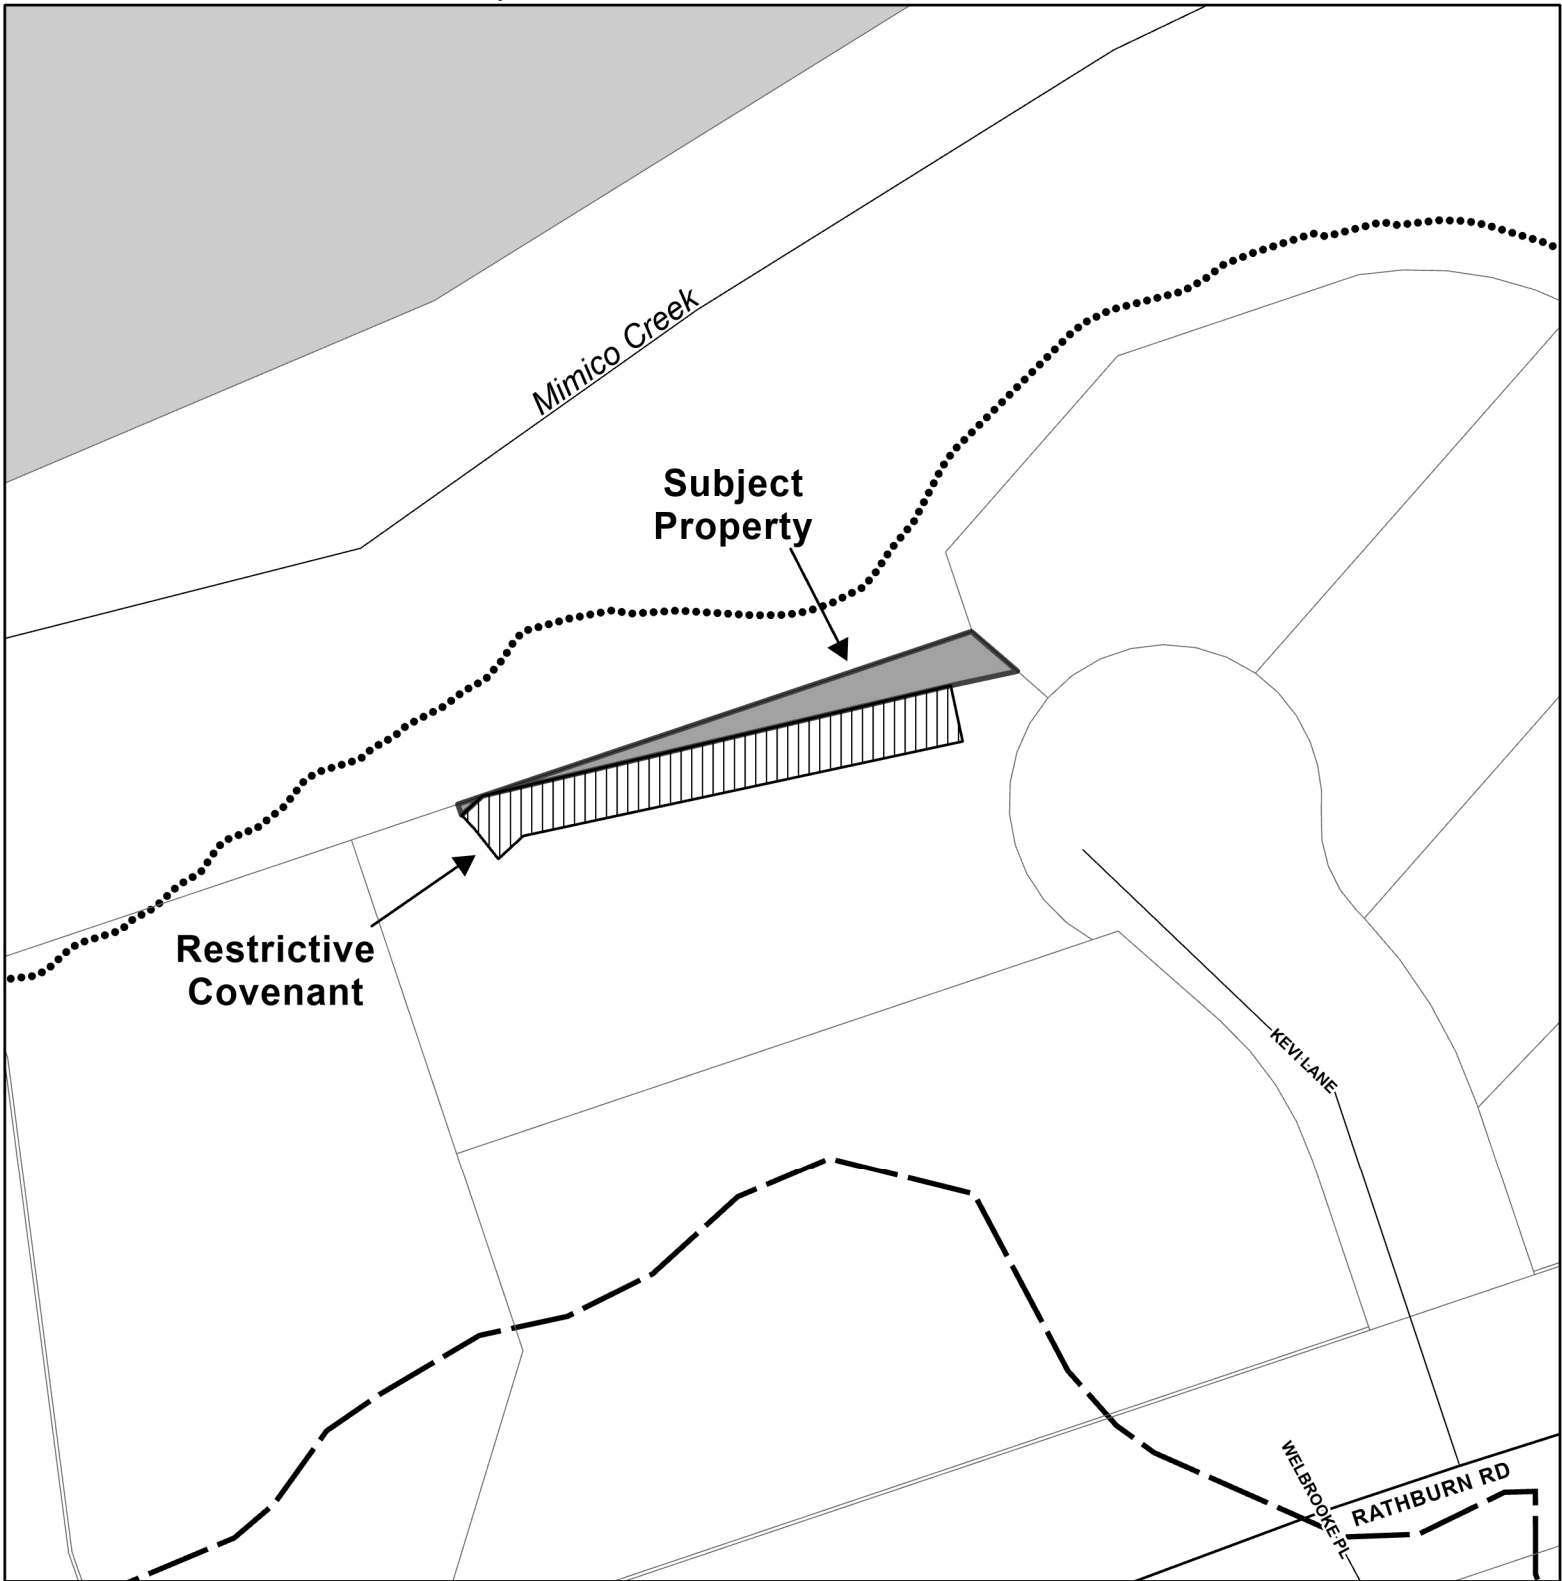 Mimico Creek
Subject
Property
Restrictive
Covenant
KEVI LANE
WELBROOKE PL
RATHBURN RD